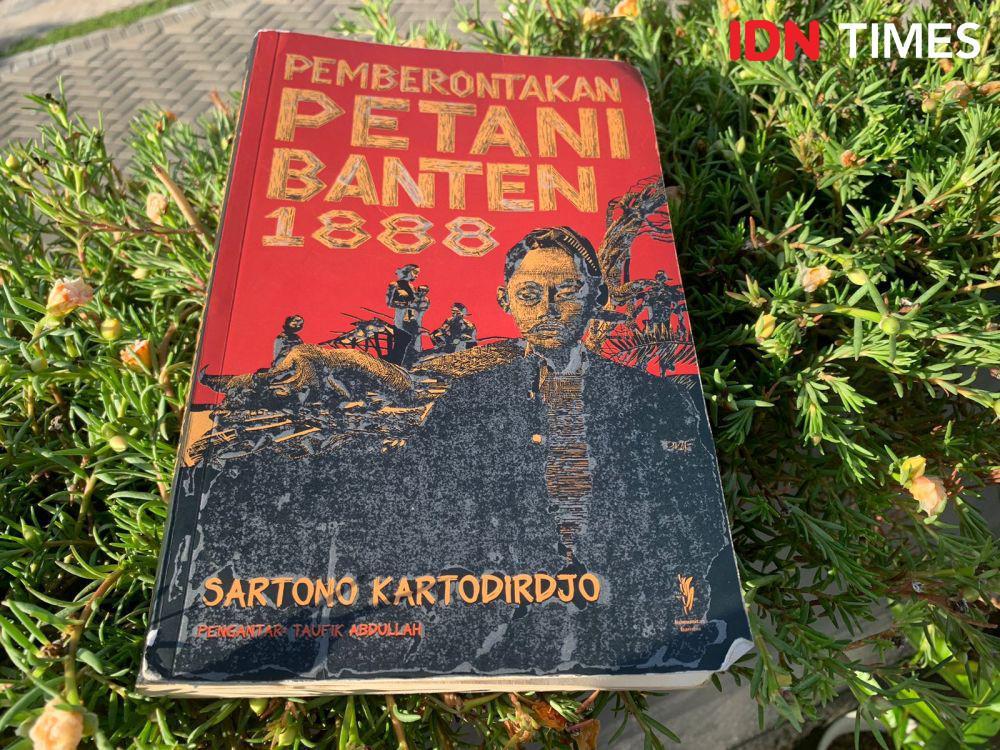 IDN TIMES
PEMBERONTAKAN
PETANI
BANTEN
1888
SARTONO KARTODIRDJO
PENGANTAR: TAUFIK ABDULLAH